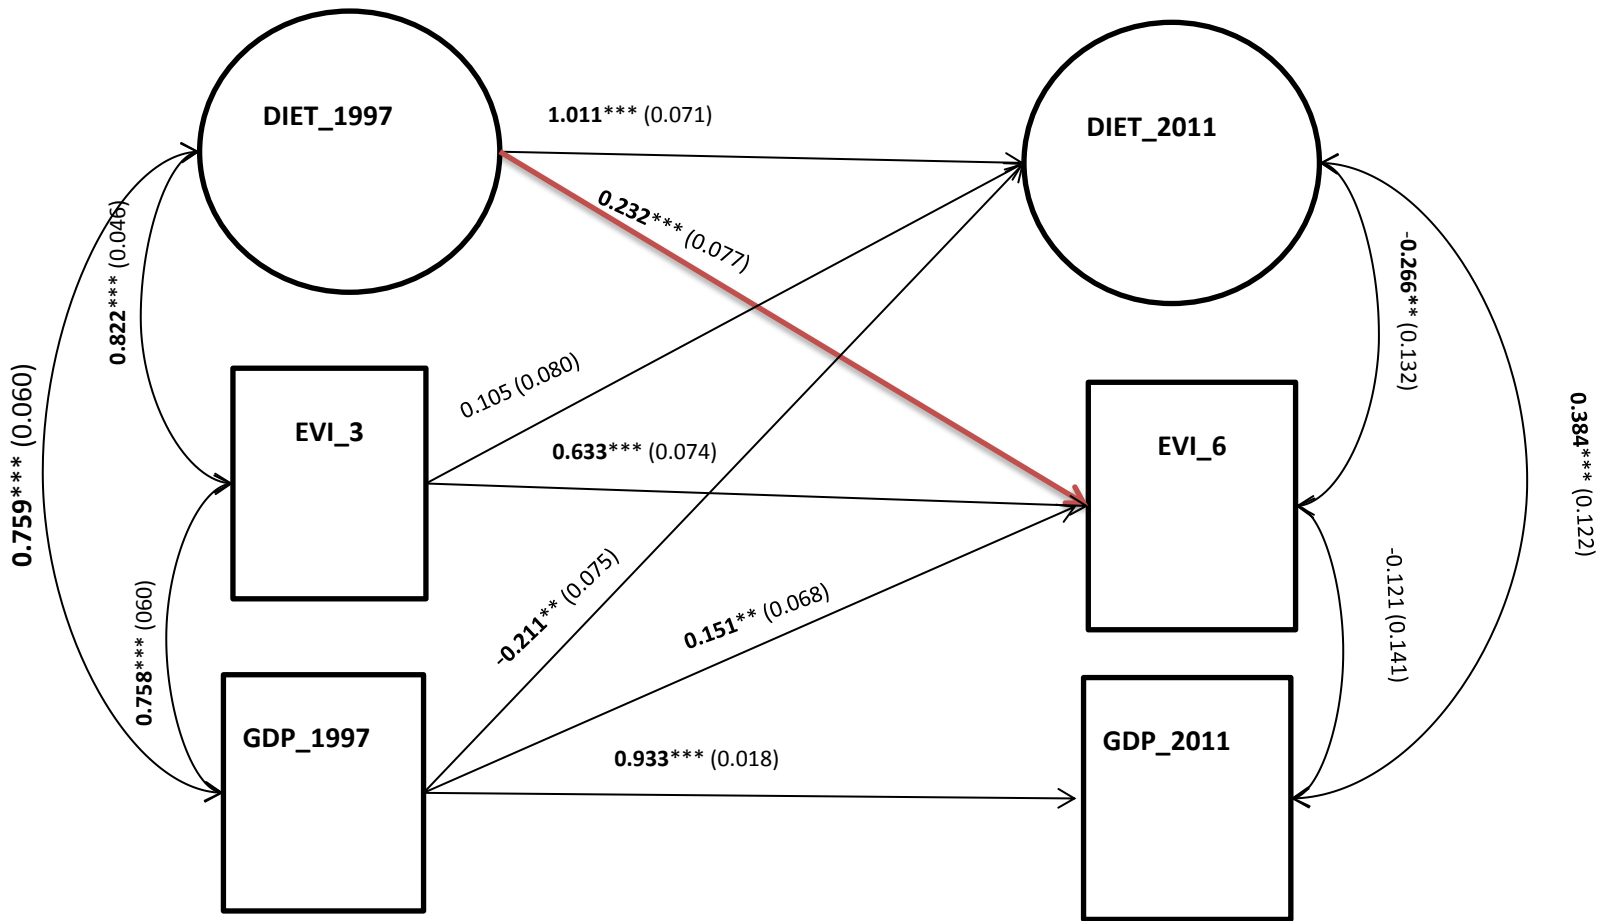 DIET_1997
1.011*** (0.071)
DIET_2011
0.232*** (0.077)
0.822*** (0.046)
-0.266** (0.132)
0.759*** (0.060)
0.105 (0.080)
EVI_3
0.633*** (0.074)
EVI_6
0.384*** (0.122)
0.758*** (060)
-0.211** (0.075)
0.151** (0.068)
-0.121 (0.141)
GDP_1997
0.933*** (0.018)
GDP_2011